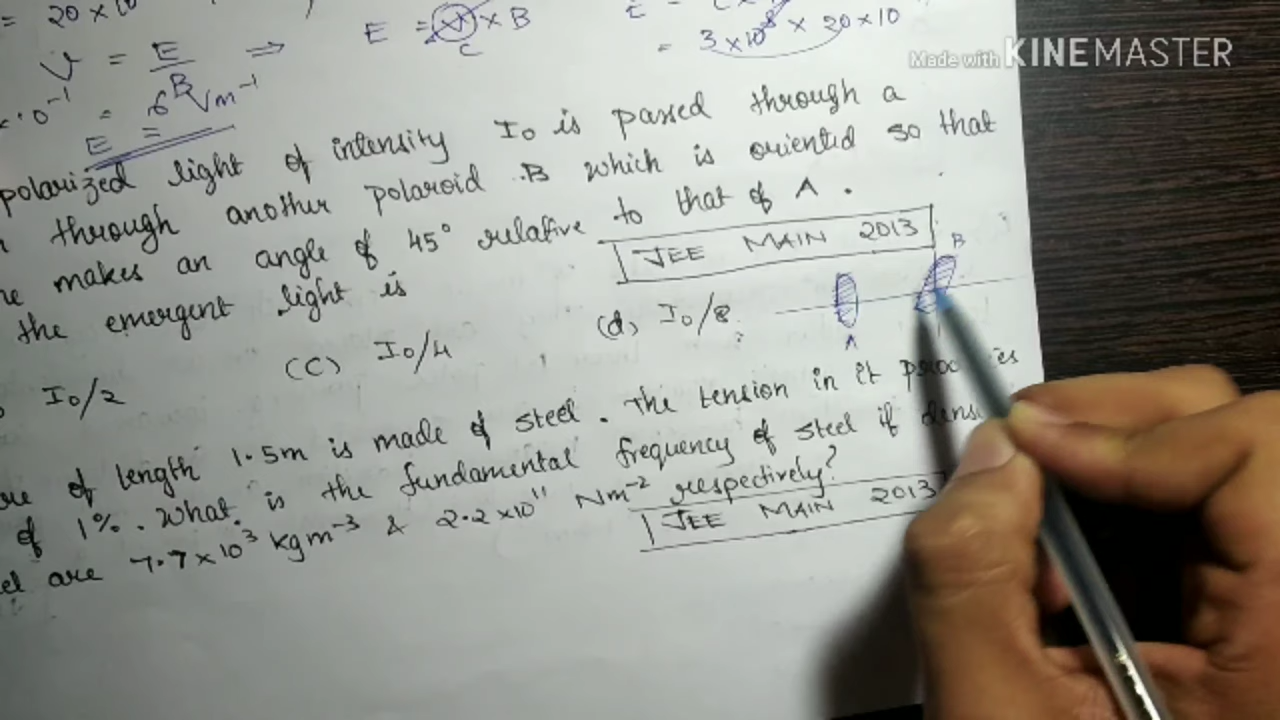 = 20 × 10
V = E/B ⇒ E = × B
C
= 3 × 10⁸ × 20 × 10
10⁻¹ = 6 V m⁻¹
E =
polarized light of intensity I₀ is passed through a
through another polaroid B which is oriented so that
makes an angle of 45° relative to that of A.
JEE MAIN 2013
the emergent light is
B
A
I₀/2 (C) I₀/4 (d) I₀/8
of length 1.5m is made of steel. The tension in it
of 1%. What is the fundamental frequency of steel if
are 7.7×10³ kgm⁻³ & 2.2×10¹¹ Nm⁻² respectively?
JEE MAIN 2013
Made with KINEMASTER